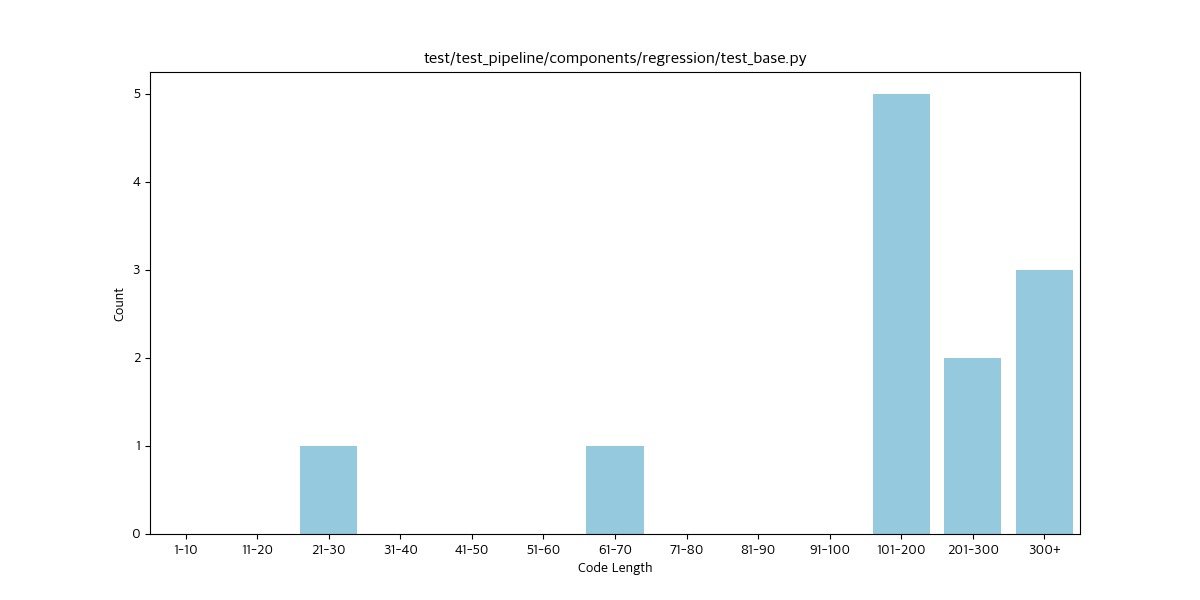 test/test_pipeline/components/regression/test_base.py
5
4
3
2
1
0
Count
1-10 11-20 21-30 31-40 41-50 51-60 61-70 71-80 81-90 91-100 101-200 201-300 300+
Code Length